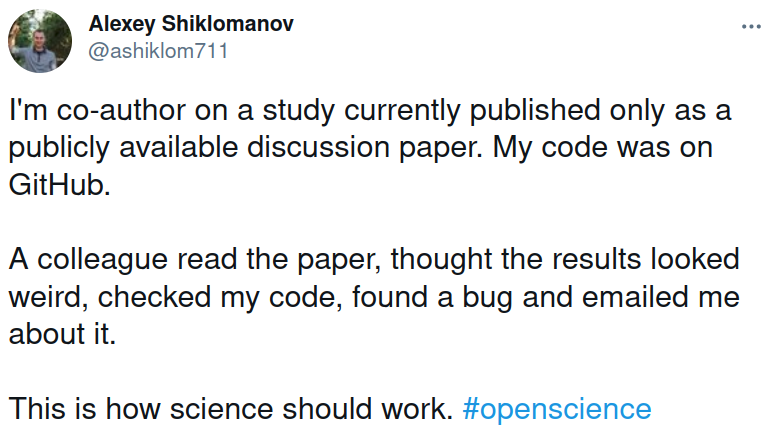 Alexey Shiklomanov
@ashiklom711
I'm co-author on a study currently published only as a
publicly available discussion paper. My code was on
GitHub.
A colleague read the paper, thought the results looked
weird, checked my code, found a bug and emailed me
about it.
This is how science should work. #openscience